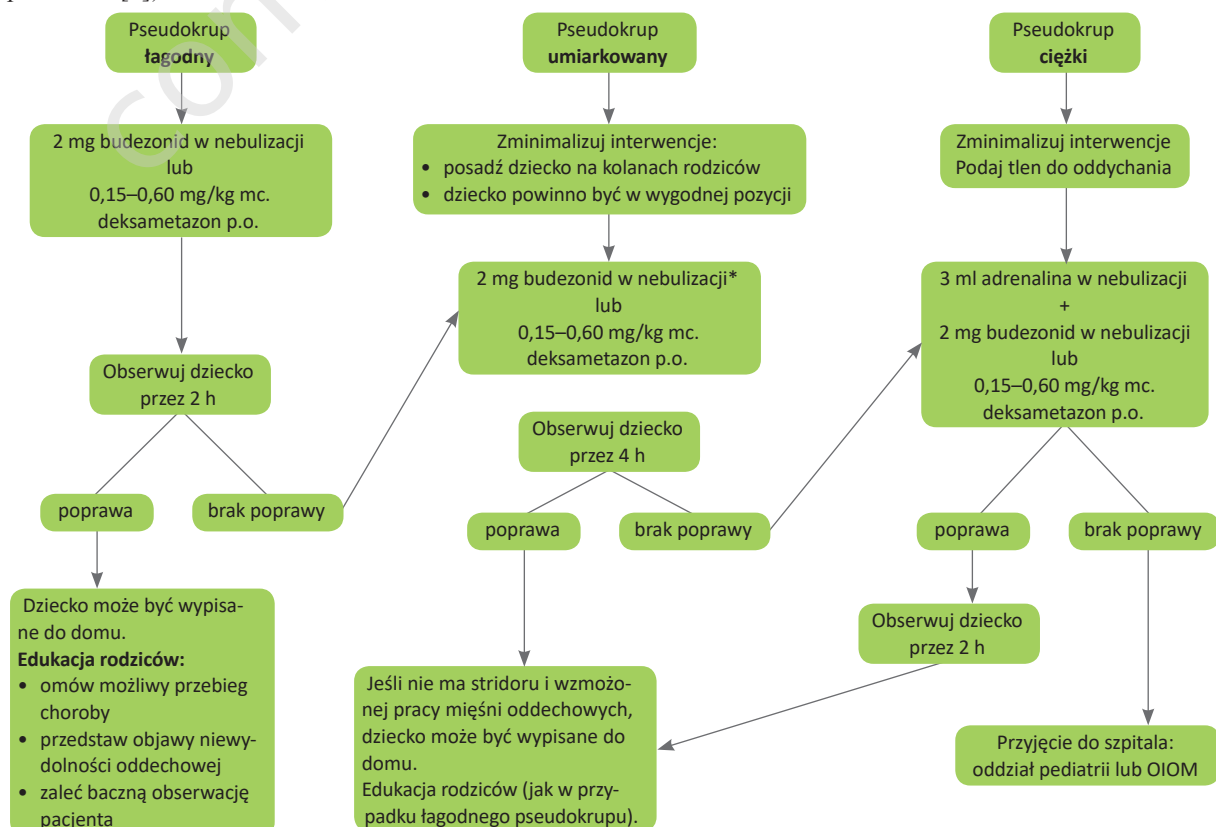 Pseudokrup
łagodny
2 mg budezonid w nebulizacji
lub
0,15–0,60 mg/kg mc.
deksametazon p.o.
Obserwuj dziecko
przez 2 h
poprawa
brak poprawy
Dziecko może być wypisa-
ne do domu.
Edukacja rodziców:
• omów możliwy przebieg
choroby
• przedstaw objawy niewy-
dolności oddechowej
• zaleć baczną obserwację
pacjenta
Pseudokrup
umiarkowany
Zminimalizuj interwencje:
• posadź dziecko na kolanach rodziców
• dziecko powinno być w wygodnej pozycji
2 mg budezonid w nebulizacji*
lub
0,15–0,60 mg/kg mc.
deksametazon p.o.
Obserwuj dziecko
przez 4 h
poprawa
brak poprawy
Jeśli nie ma stridoru i wzmożo-
nej pracy mięśni oddechowych,
dziecko może być wypisane do
domu.
Edukacja rodziców (jak w przy-
padku łagodnego pseudokrupu).
Pseudokrup
ciężki
Zminimalizuj interwencje
Podaj tlen do oddychania
3 ml adrenalina w nebulizacji
+
2 mg budezonid w nebulizacji
lub
0,15–0,60 mg/kg mc.
deksametazon p.o.
poprawa
brak poprawy
Obserwuj dziecko
przez 2 h
Przyjęcie do szpitala:
oddział pediatrii lub OIOM